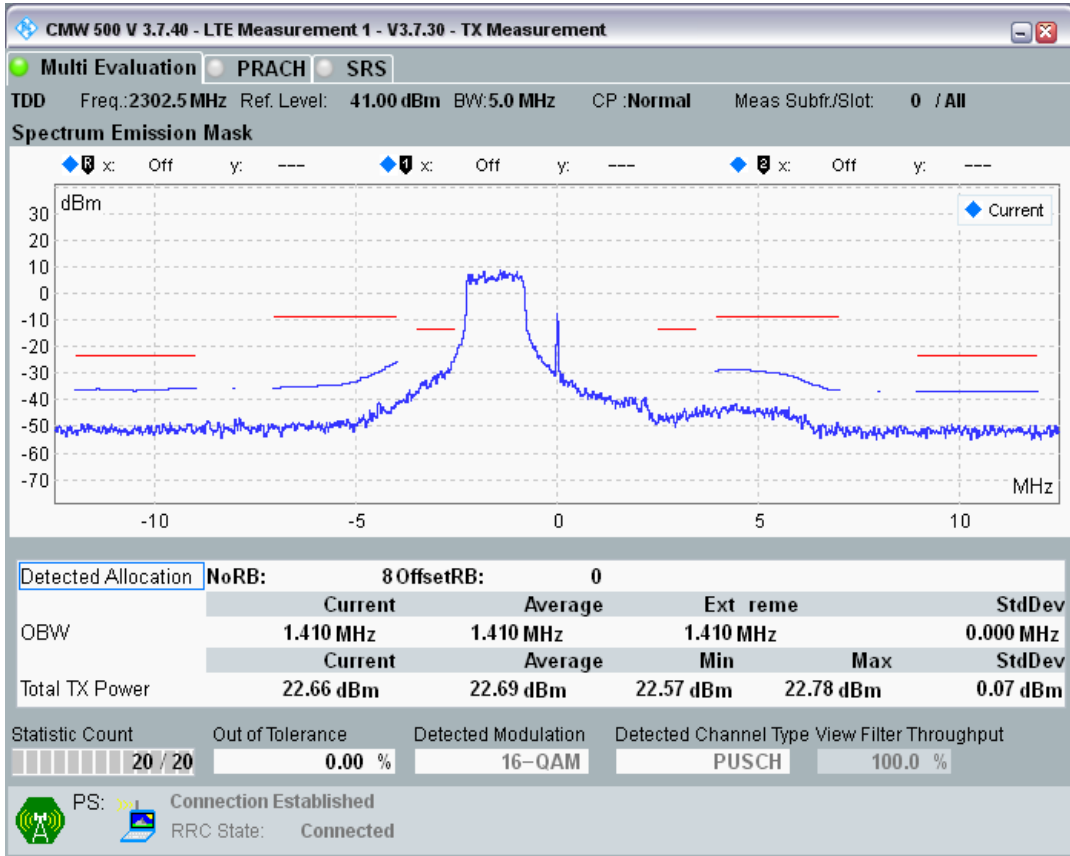 CMW 500 V 3.7.40 - LTE Measurement 1 - V3.7.30 - TX Measurement
Multi Evaluation PRACH SRS
TDD Freq.:2302.5 MHz Ref. Level: 41.00 dBm BW:5.0 MHz CP :Normal Meas Subfr./Slot: 0 / All
Spectrum Emission Mask
R x: Off y: --- 1 x: Off y: --- 2 x: Off y: ---
dBm
Current
30
20
10
0
-10
-20
-30
-40
-50
-60
-70
MHz
-10 -5 0 5 10
Detected Allocation NoRB: 8 OffsetRB: 0
Current Average Ext reme StdDev
OBW 1.410 MHz 1.410 MHz 1.410 MHz 0.000 MHz
Current Average Min Max StdDev
Total TX Power 22.66 dBm 22.69 dBm 22.57 dBm 22.78 dBm 0.07 dBm
Statistic Count Out of Tolerance Detected Modulation Detected Channel Type View Filter Throughput
20 / 20 0.00 % 16-QAM PUSCH 100.0 %
PS: Connection Established
RRC State: Connected